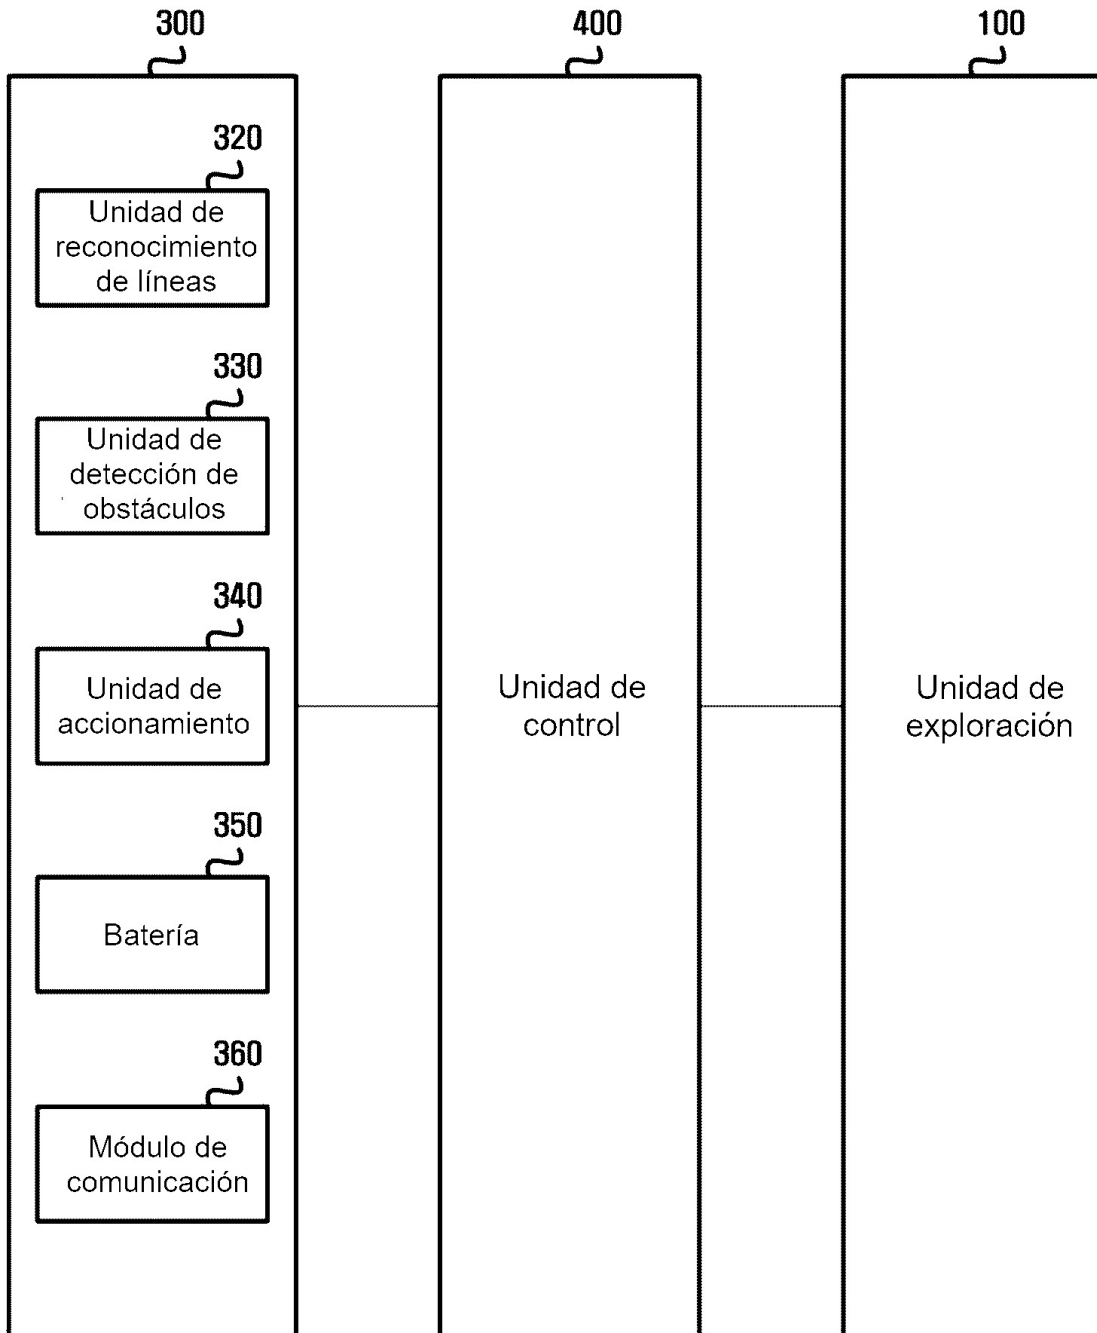 300
400
100
320
Unidad de
reconocimiento
de líneas
330
Unidad de
detección de
obstáculos
340
Unidad de
accionamiento
Unidad de
control
Unidad de
exploración
350
Batería
360
Módulo de
comunicación